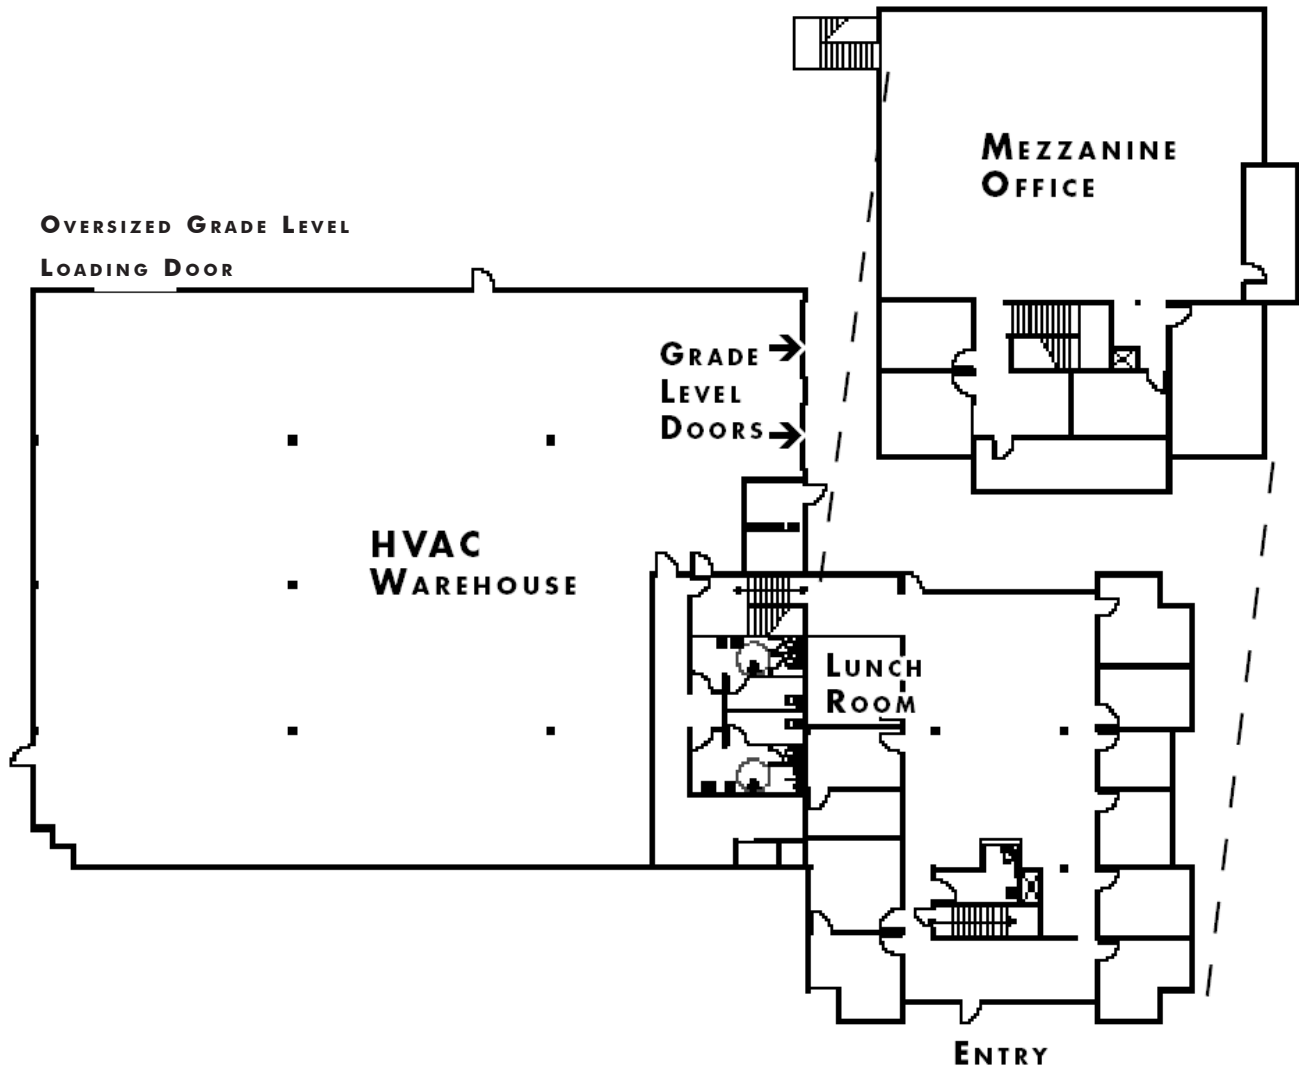 Mezzanine
Office
Oversized Grade Level
Loading Door
Grade
Level
Doors
HVAC
Warehouse
Lunch
Room
Entry